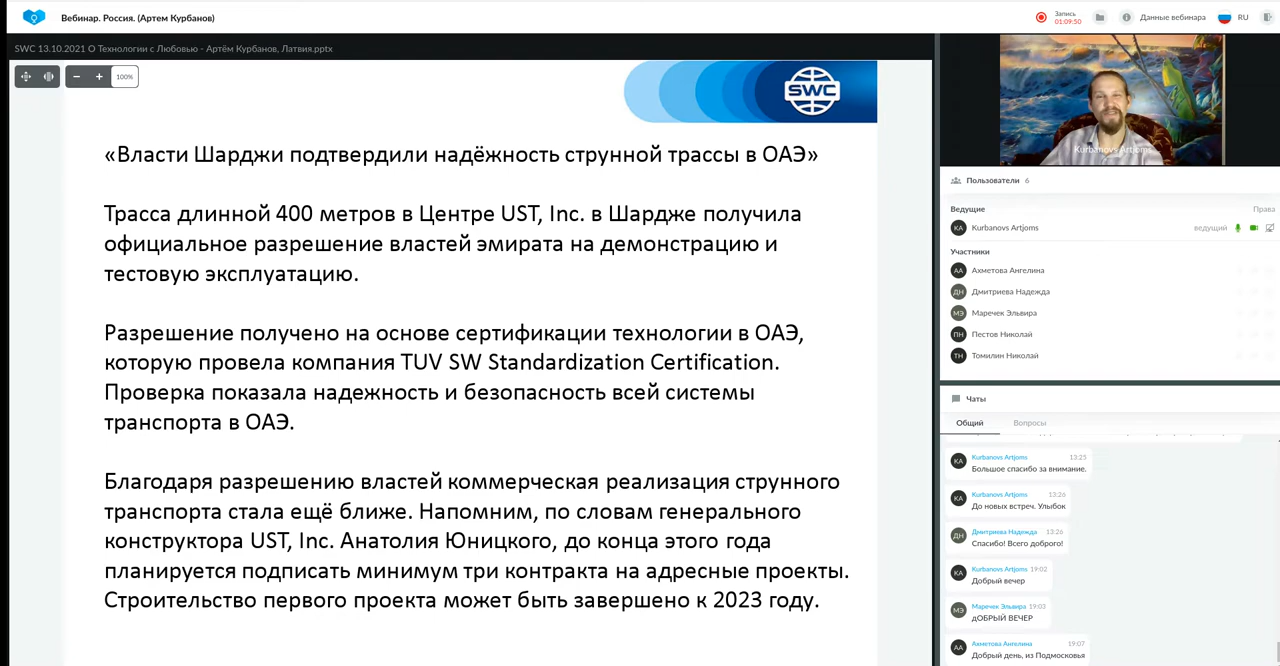 Вебинар. Россия. (Артем Курбанов)
Запись
01:09:50
Данные вебинара
RU
SWC 13.10.2021 О Технологии с Любовью - Артём Курбанов, Латвия.pptx
100%
SWC
«Власти Шарджи подтвердили надёжность струнной трассы в ОАЭ»
Трасса длинной 400 метров в Центре UST, Inc. в Шардже получила
официальное разрешение властей эмирата на демонстрацию и
тестовую эксплуатацию.
Разрешение получено на основе сертификации технологии в ОАЭ,
которую провела компания TUV SW Standardization Certification.
Проверка показала надежность и безопасность всей системы
транспорта в ОАЭ.
Благодаря разрешению властей коммерческая реализация струнного
транспорта стала ещё ближе. Напомним, по словам генерального
конструктора UST, Inc. Анатолия Юницкого, до конца этого года
планируется подписать минимум три контракта на адресные проекты.
Строительство первого проекта может быть завершено к 2023 году.
Kurbanovs Artjoms
Пользователи 6
Ведущие Права
KA Kurbanovs Artjoms ведущий
Участники
АА Ахметова Ангелина
ДН Дмитриева Надежда
МЭ Маречек Эльвира
ПН Пестов Николай
ТН Томилин Николай
Чаты
Общий Вопросы
KA Kurbanovs Artjoms 13:25
Большое спасибо за внимание.
KA Kurbanovs Artjoms 13:26
До новых встреч. Улыбок
ДН Дмитриева Надежда 13:26
Спасибо! Всего доброго!
KA Kurbanovs Artjoms 19:02
Добрый вечер
МЭ Маречек Эльвира 19:03
дОБРЫЙ ВЕЧЕР
АА Ахметова Ангелина 19:07
Добрый день, из Подмосковья